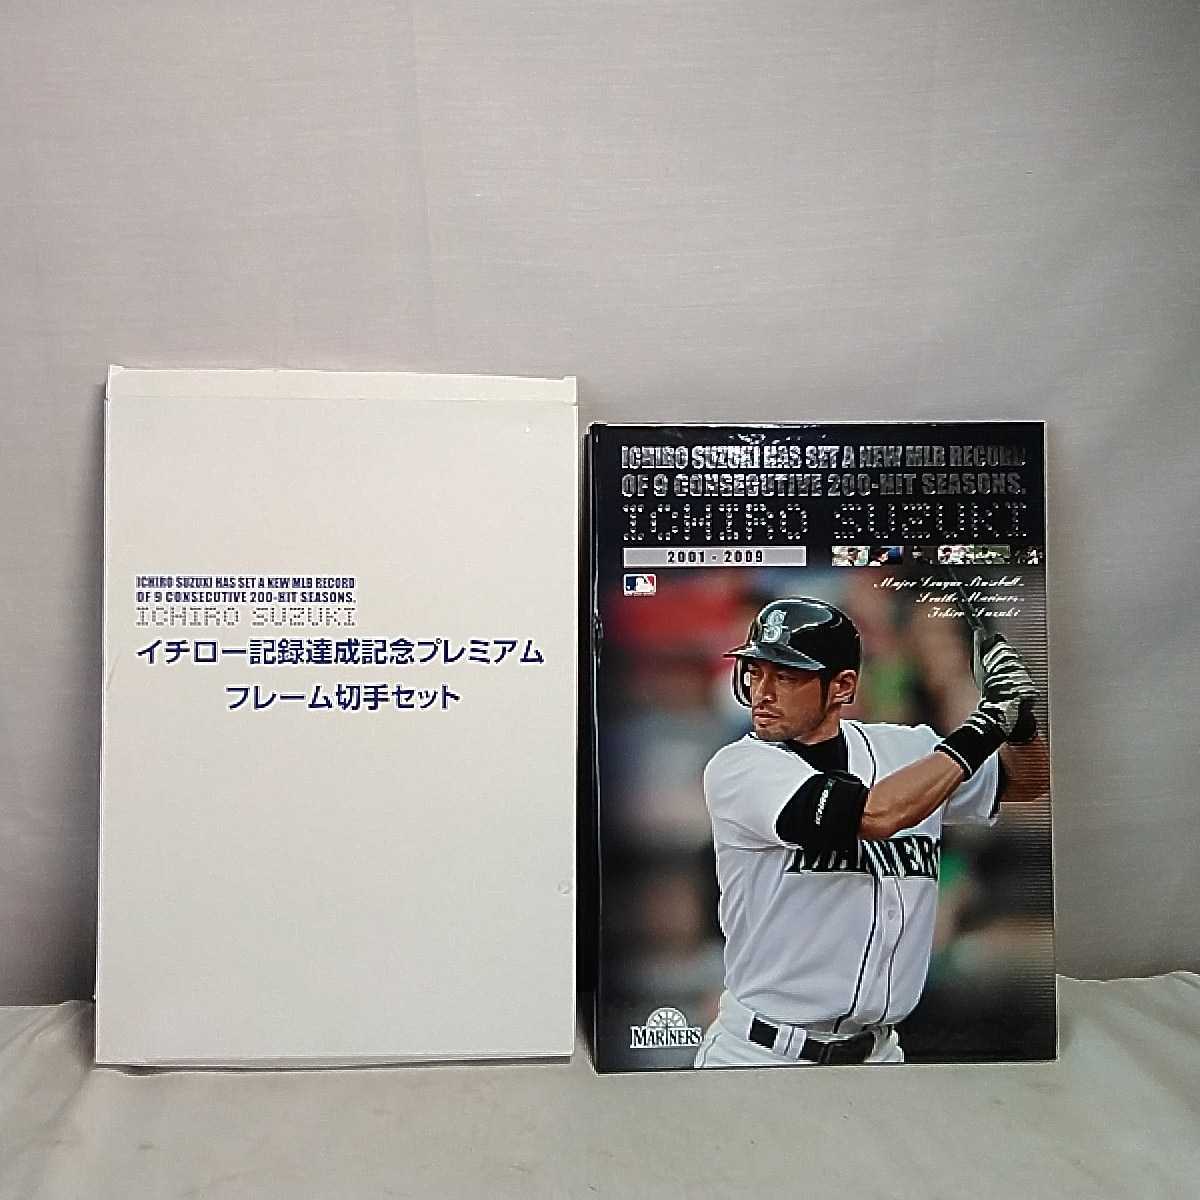 ICHIRO SUZUKI HAS SET A NEW MLB RECORD
OF 9 CONSECUTIVE 200-HIT SEASONS.
ICHIRO SUZUKI
イチロー記録達成記念プレミアム
フレーム切手セット
ICHIRO SUZUKI HAS SET A NEW MLB RECORD
OF 9 CONSECUTIVE 200-HIT SEASONS.
ICHIRO SUZUKI
2001 - 2009
Major League Baseball
Seattle Mariners
Ichiro Suzuki
S
ICHIRO
MARINERS
MARINERS